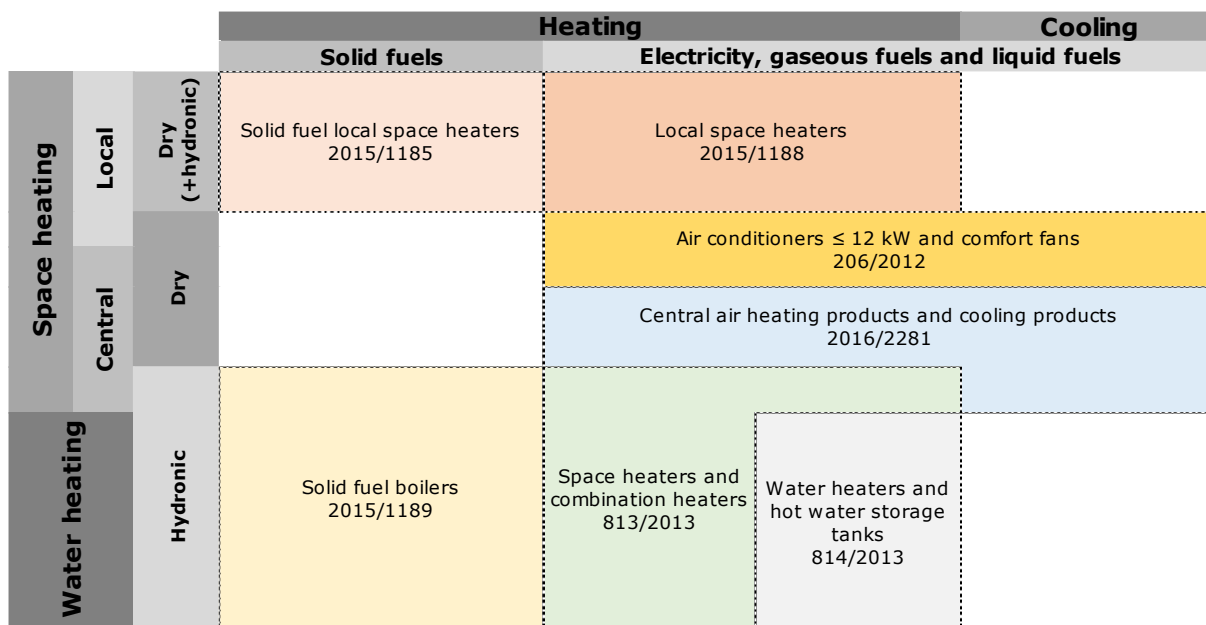 Heating
Cooling
Solid fuels
Electricity, gaseous fuels and liquid fuels
Space heating
Local
Dry
(+hydronic)
Solid fuel local space heaters
2015/1185
Local space heaters
2015/1188
Central
Dry
Air conditioners ≤ 12 kW and comfort fans
206/2012
Central air heating products and cooling products
2016/2281
Water heating
Hydronic
Solid fuel boilers
2015/1189
Space heaters and
combination heaters
813/2013
Water heaters and
hot water storage
tanks
814/2013